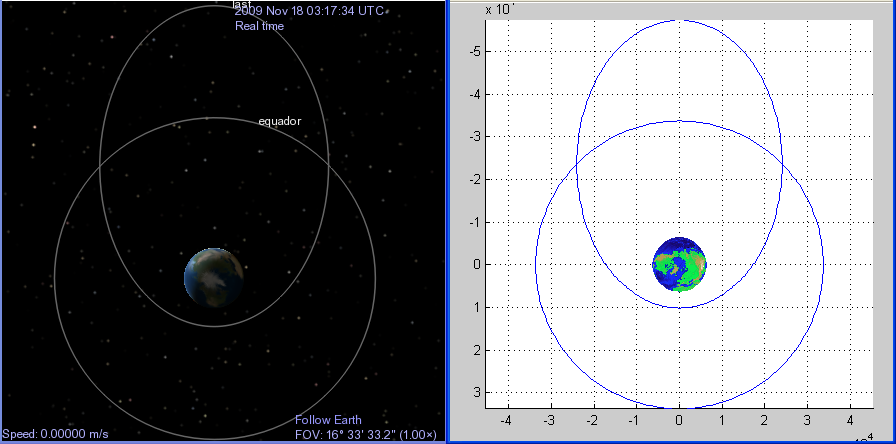 last
2009 Nov 18 03:17:34 UTC
Real time
equador
Follow Earth
Speed: 0.00000 m/s
FOV: 16° 33' 33.2" (1.00×)
x 10
-5
-4
-3
-2
-1
0
1
2
3
-4 -3 -2 -1 0 1 2 3 4